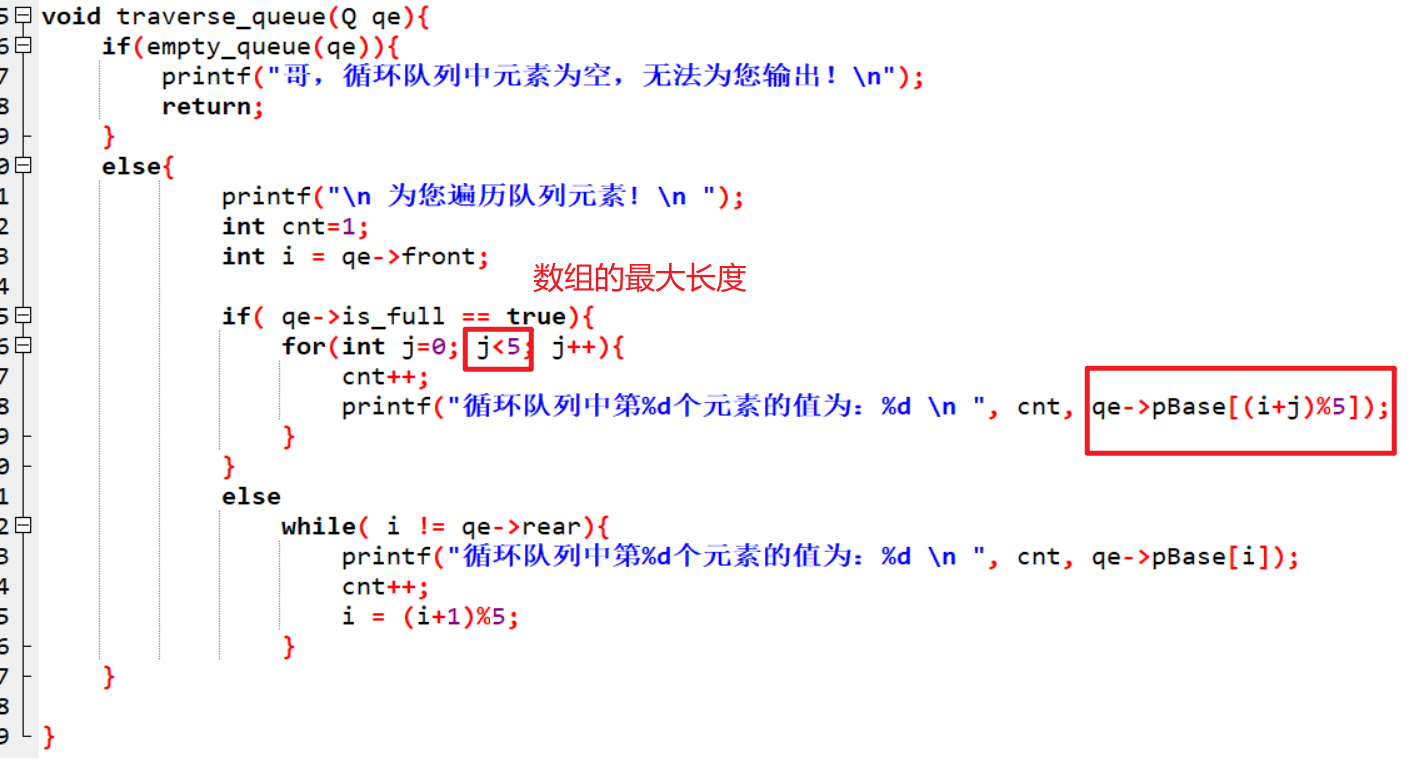 5 void traverse_queue(Q qe){
6 if(empty_queue(qe)){
7 printf("哥，循环队列中元素为空，无法为您输出！\n");
8 return;
9 }
0 else{
1 printf("\n 为您遍历队列元素！\n ");
2 int cnt=1;
3 int i = qe->front;
数组的最大长度
4
5 if( qe->is_full == true){
6 for(int j=0; j<5; j++){
7 cnt++;
8 printf("循环队列中第%d个元素的值为：%d \n ", cnt, qe->pBase[(i+j)%5]);
9 }
0 }
1 else
2 while( i != qe->rear){
3 printf("循环队列中第%d个元素的值为：%d \n ", cnt, qe->pBase[i]);
4 cnt++;
5 i = (i+1)%5;
6 }
7 }
8
9 }